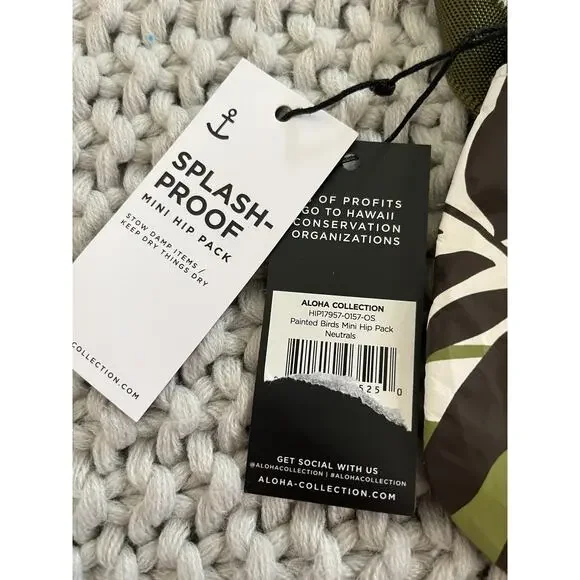 SPLASH-
PROOF
MINI HIP PACK
STOW DAMP ITEMS /
KEEP DRY THINGS DRY
COLLECTION.COM
OF PROFITS
GO TO HAWAII
CONSERVATION
ORGANIZATIONS
ALOHA COLLECTION
HIP17957-0157-OS
Painted Birds Mini Hip Pack
Neutrals
525 0
GET SOCIAL WITH US
@ALOHACOLLECTION | #ALOHACOLLECTION
ALOHA-COLLECTION.COM